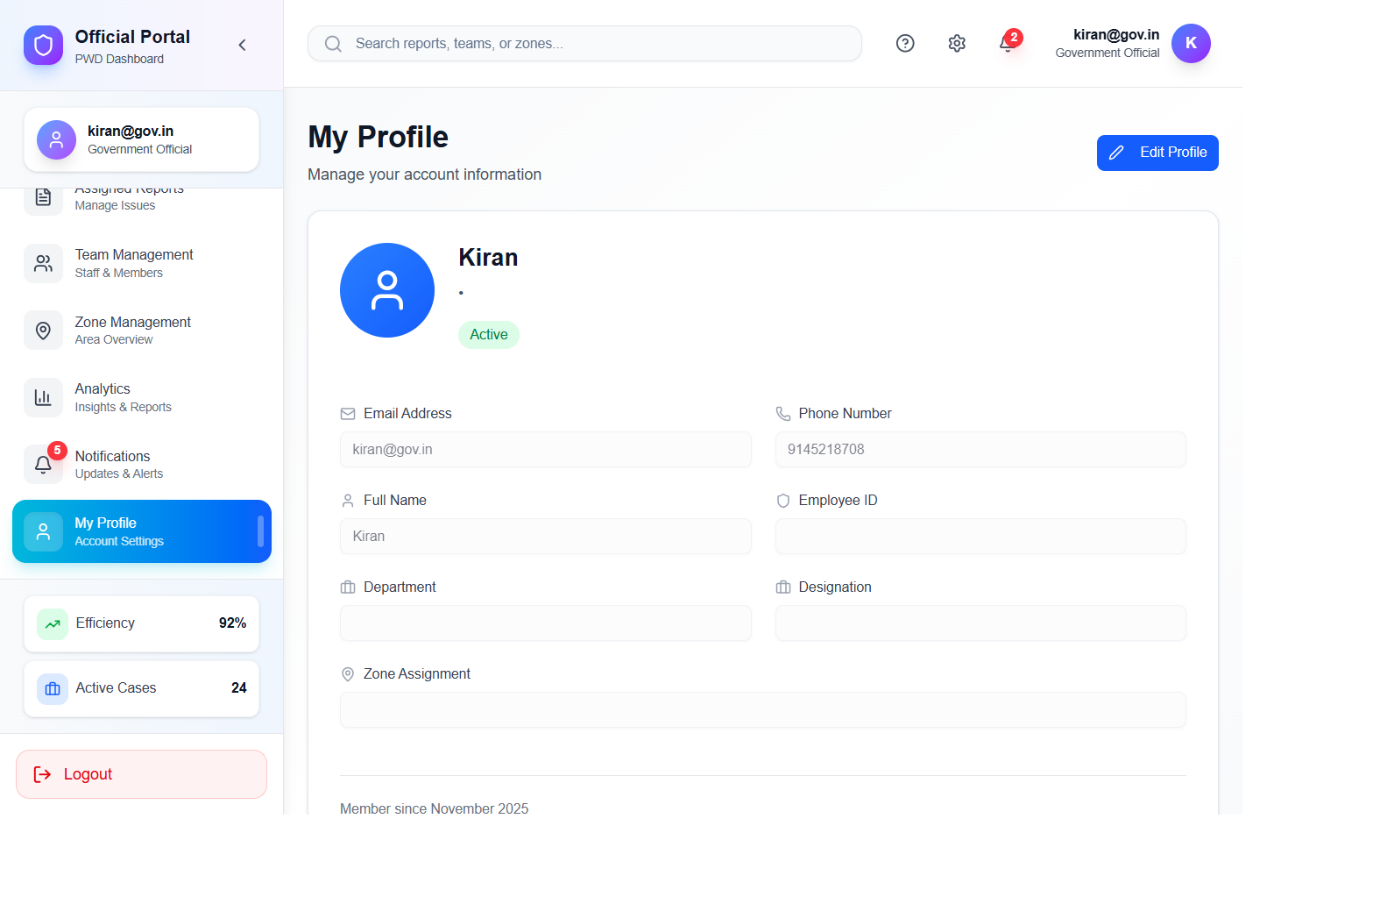 Official Portal
PWD Dashboard
kiran@gov.in
Government Official
Assigned Reports
Manage Issues
Team Management
Staff & Members
Zone Management
Area Overview
Analytics
Insights & Reports
5
Notifications
Updates & Alerts
My Profile
Account Settings
Efficiency 92%
Active Cases 24
Logout
Search reports, teams, or zones...
2
kiran@gov.in
Government Official
K
My Profile
Manage your account information
Edit Profile
Kiran
•
Active
Email Address
kiran@gov.in
Phone Number
9145218708
Full Name
Kiran
Employee ID
Department
Designation
Zone Assignment
Member since November 2025